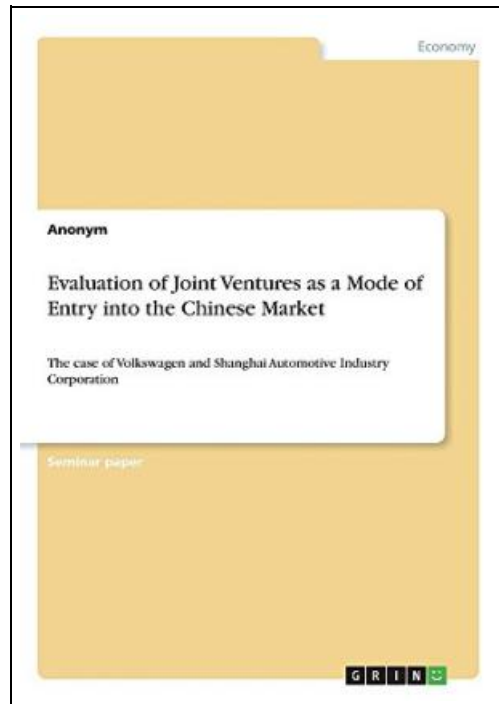 Economy
Anonym
Evaluation of Joint Ventures as a Mode of
Entry into the Chinese Market
The case of Volkswagen and Shanghai Automotive Industry
Corporation
Seminar paper
GRIN